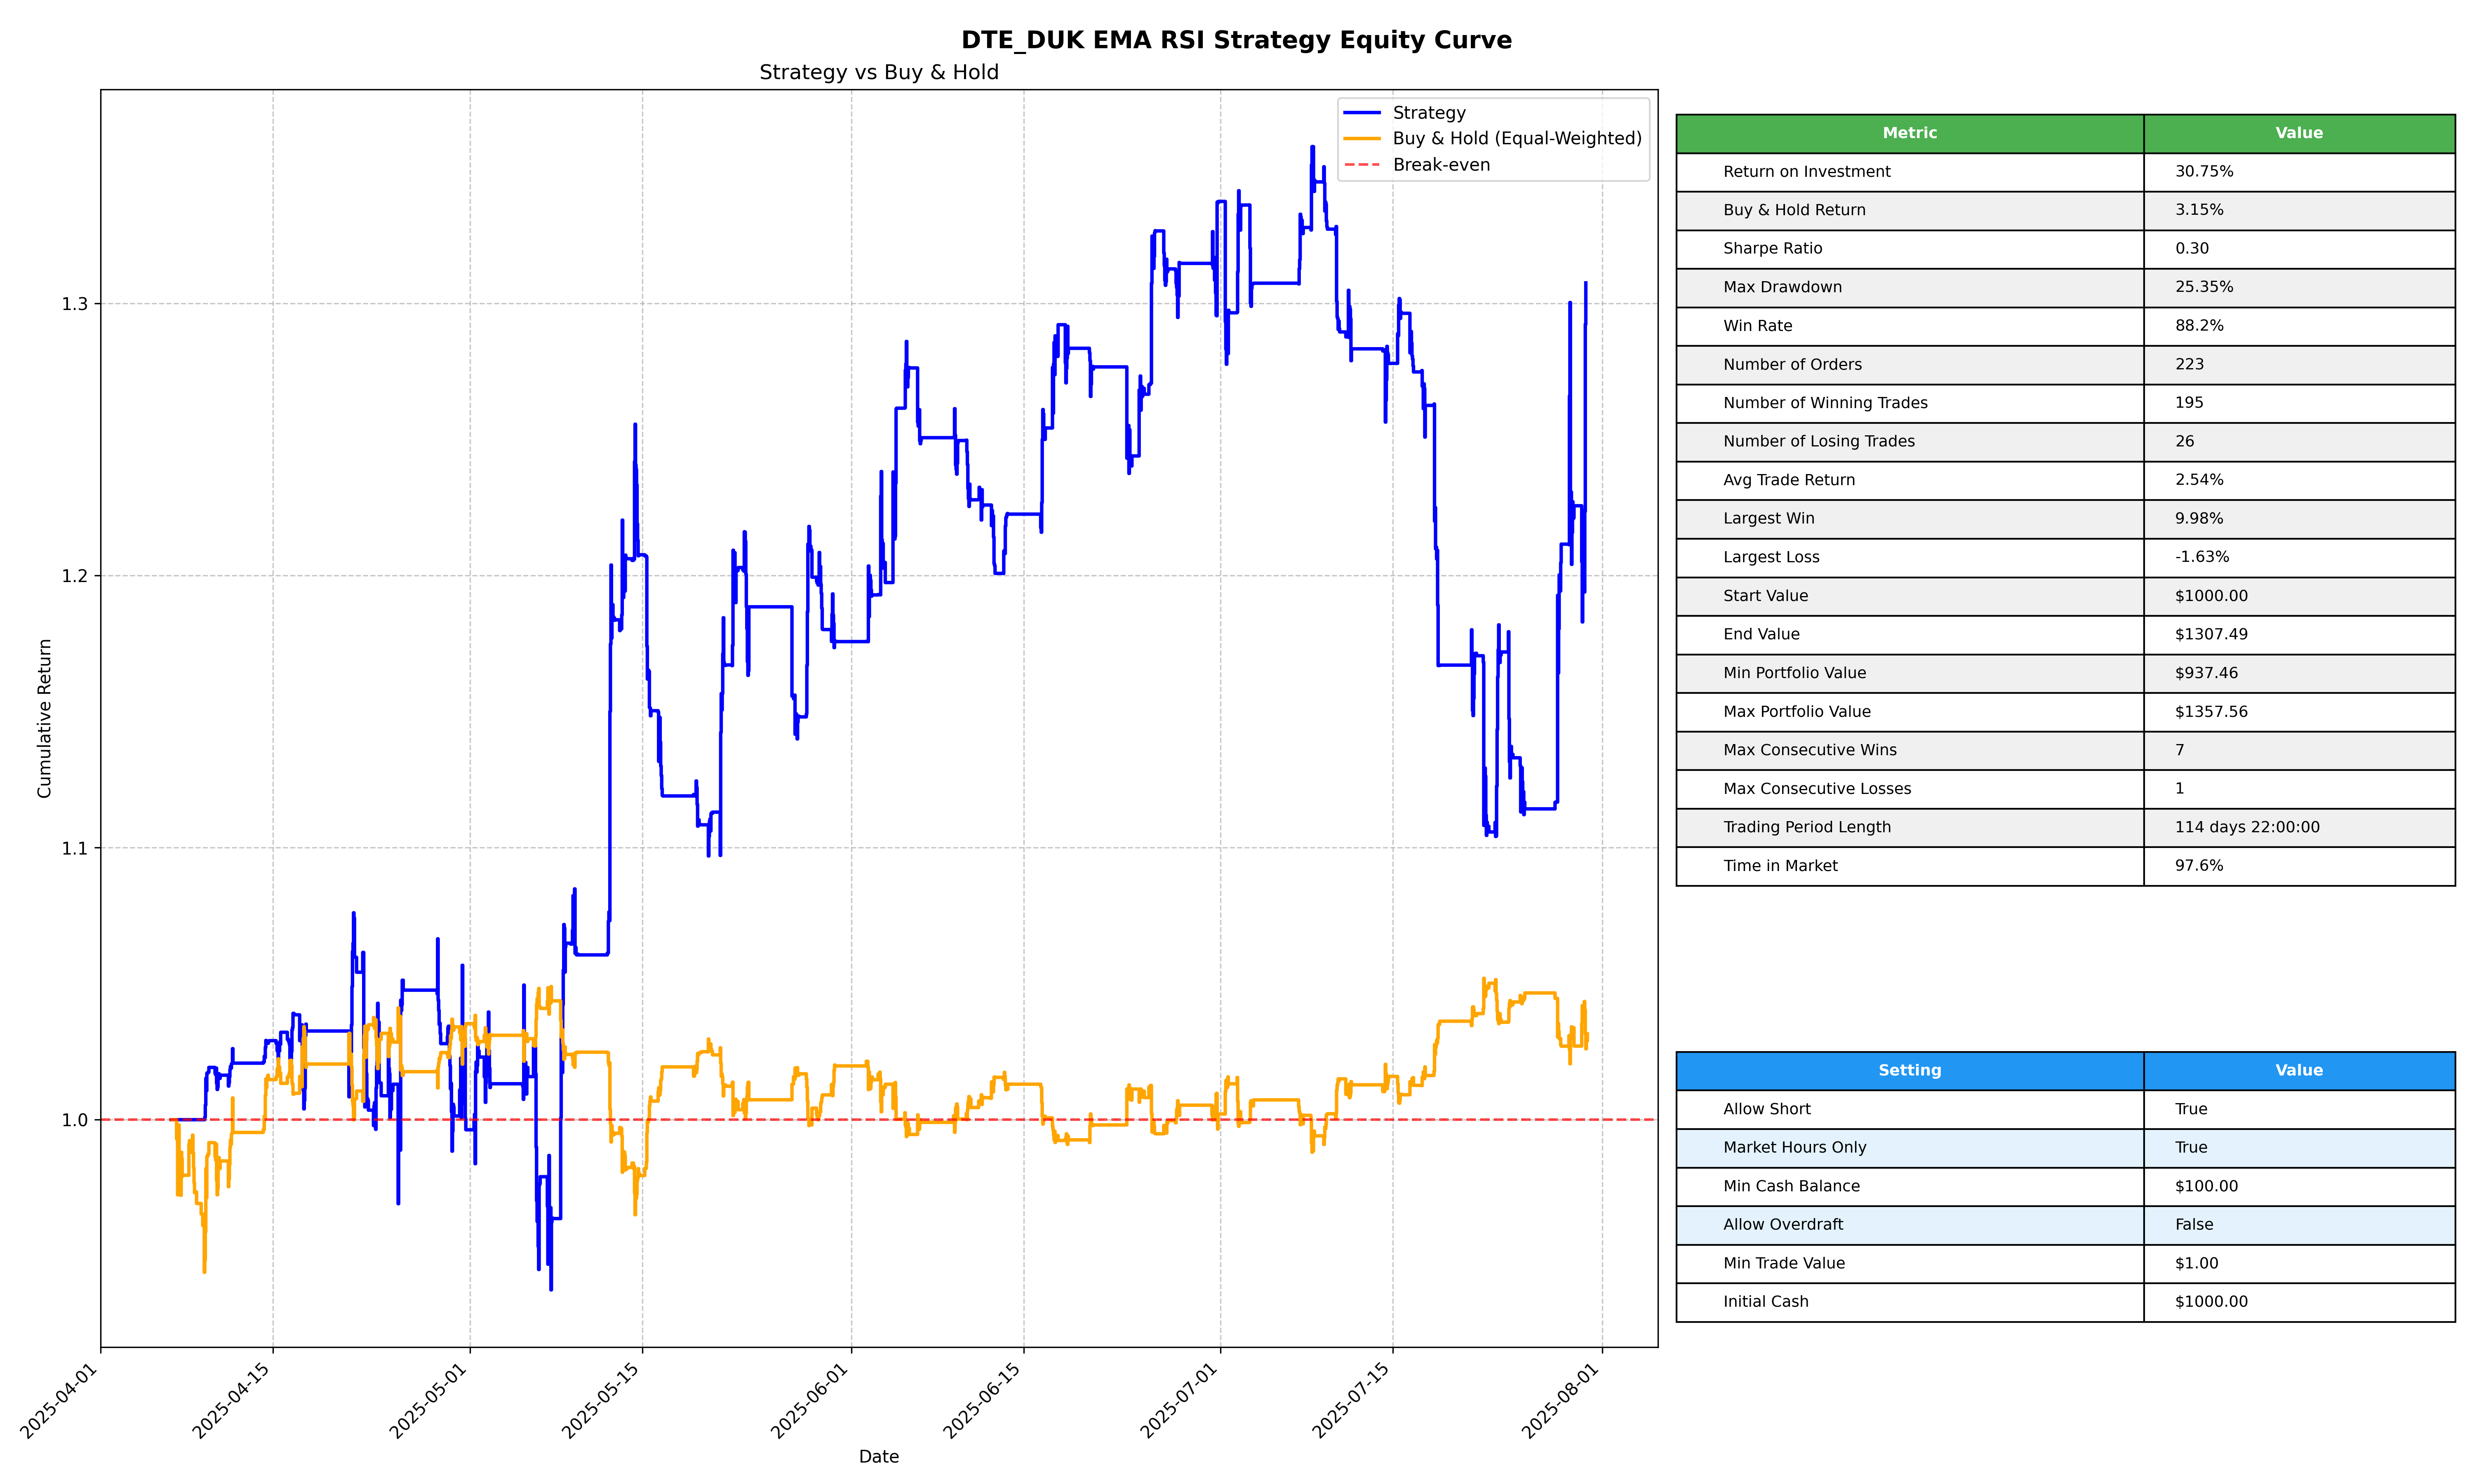 DTE_DUK EMA RSI Strategy Equity Curve
Strategy vs Buy & Hold
Strategy
Buy & Hold (Equal-Weighted)
Break-even
Cumulative Return
1.3
1.2
1.1
1.0
2025-04-01
2025-04-15
2025-05-01
2025-05-15
2025-06-01
2025-06-15
2025-07-01
2025-07-15
2025-08-01
Date
Metric Value
Return on Investment 30.75%
Buy & Hold Return 3.15%
Sharpe Ratio 0.30
Max Drawdown 25.35%
Win Rate 88.2%
Number of Orders 223
Number of Winning Trades 195
Number of Losing Trades 26
Avg Trade Return 2.54%
Largest Win 9.98%
Largest Loss -1.63%
Start Value $1000.00
End Value $1307.49
Min Portfolio Value $937.46
Max Portfolio Value $1357.56
Max Consecutive Wins 7
Max Consecutive Losses 1
Trading Period Length 114 days 22:00:00
Time in Market 97.6%
Setting Value
Allow Short True
Market Hours Only True
Min Cash Balance $100.00
Allow Overdraft False
Min Trade Value $1.00
Initial Cash $1000.00